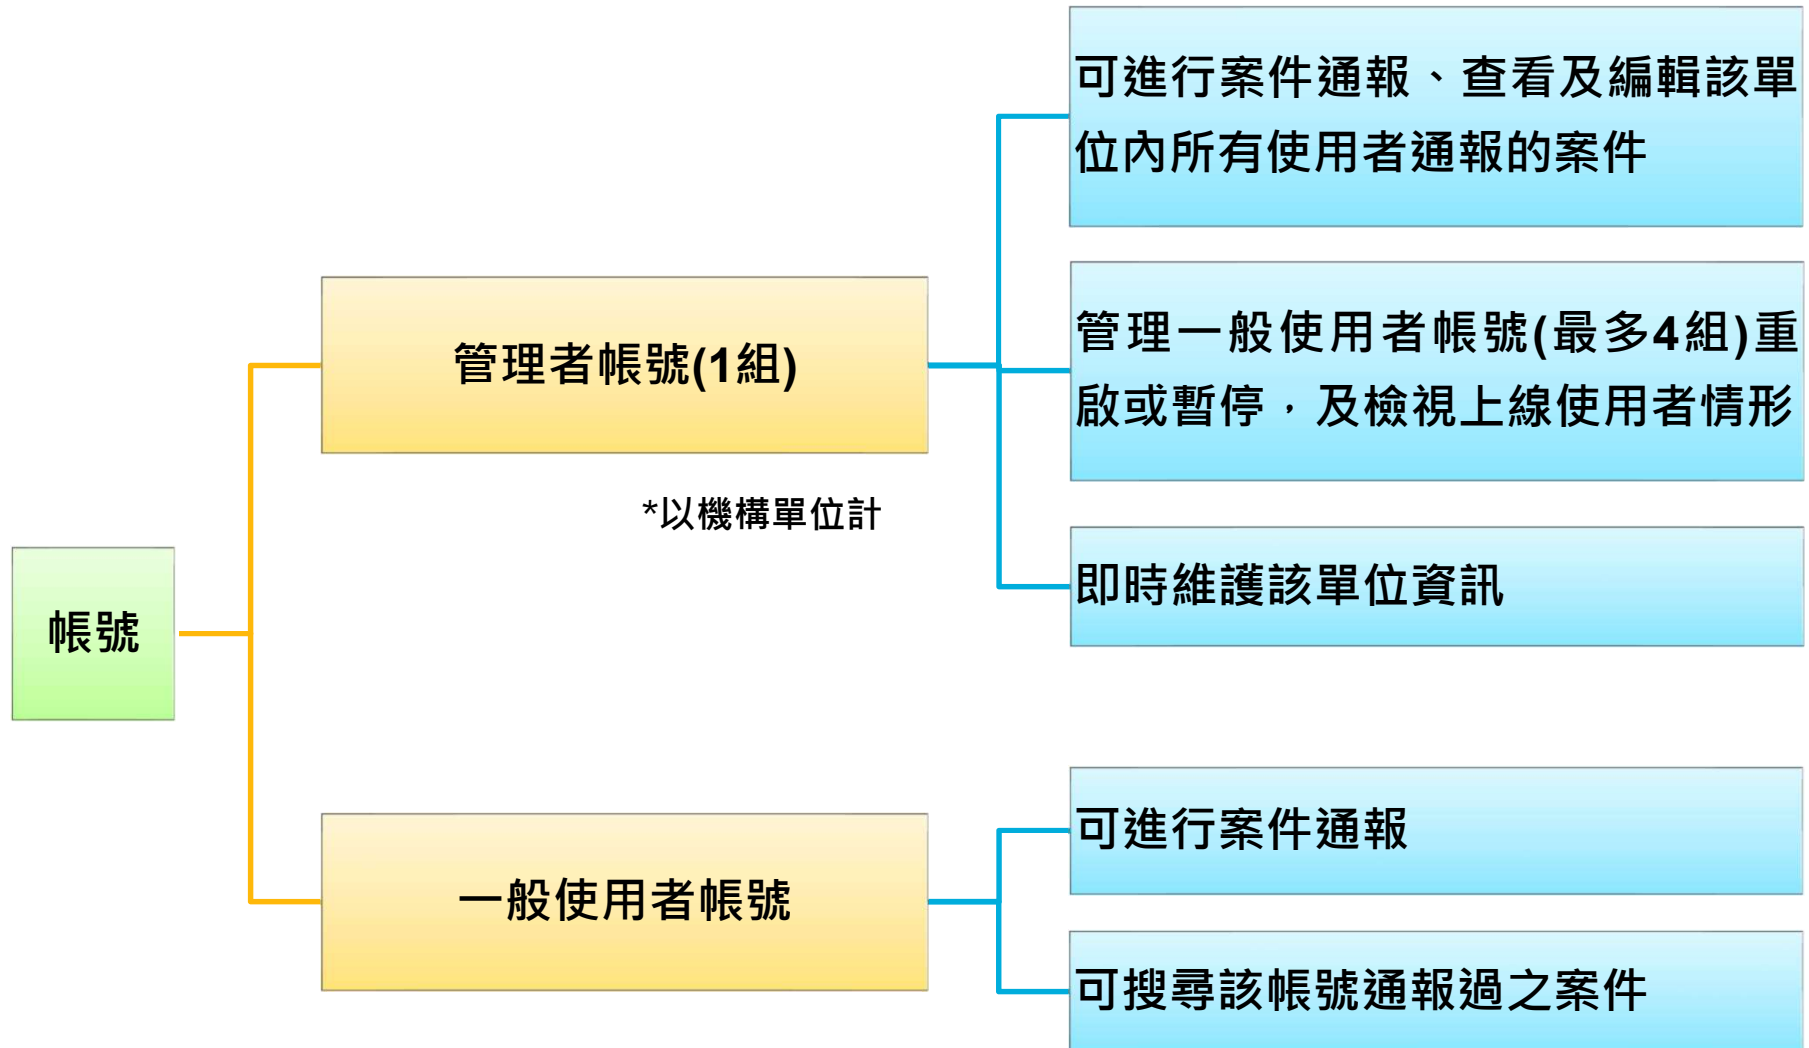 帳號
管理者帳號(1組)
*以機構單位計
可進行案件通報、查看及編輯該單
位內所有使用者通報的案件
管理一般使用者帳號(最多4組)重
啟或暫停，及檢視上線使用者情形
即時維護該單位資訊
一般使用者帳號
可進行案件通報
可搜尋該帳號通報過之案件